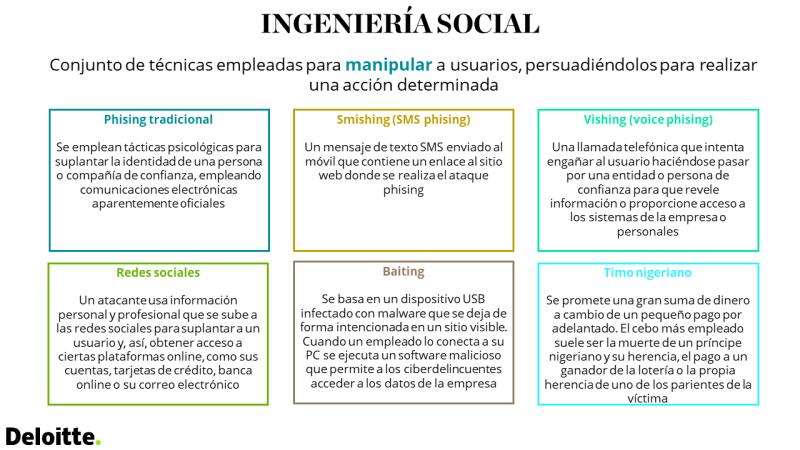 INGENIERÍA SOCIAL
Conjunto de técnicas empleadas para manipular a usuarios, persuadiéndolos para realizar
una acción determinada
Phising tradicional
Se emplean tácticas psicológicas para
suplantar la identidad de una persona
o compañía de confianza, empleando
comunicaciones electrónicas
aparentemente oficiales
Smishing (SMS phising)
Un mensaje de texto SMS enviado al
móvil que contiene un enlace al sitio
web donde se realiza el ataque
phising
Vishing (voice phising)
Una llamada telefónica que intenta
engañar al usuario haciéndose pasar
por una entidad o persona de
confianza para que revele
información o proporcione acceso a
los sistemas de la empresa o
personales
Redes sociales
Un atacante usa información
personal y profesional que se sube a
las redes sociales para suplantar a un
usuario y, así, obtener acceso a
ciertas plataformas online, como sus
cuentas, tarjetas de crédito, banca
online o su correo electrónico
Baiting
Se basa en un dispositivo USB
infectado con malware que se deja de
forma intencionada en un sitio visible.
Cuando un empleado lo conecta a su
PC se ejecuta un software malicioso
que permite a los ciberdelincuentes
acceder a los datos de la empresa
Timo nigeriano
Se promete una gran suma de dinero
a cambio de un pequeño pago por
adelantado. El cebo más empleado
suele ser la muerte de un príncipe
nigeriano y su herencia, el pago a un
ganador de la lotería o la propia
herencia de uno de los parientes de la
víctima
Deloitte.